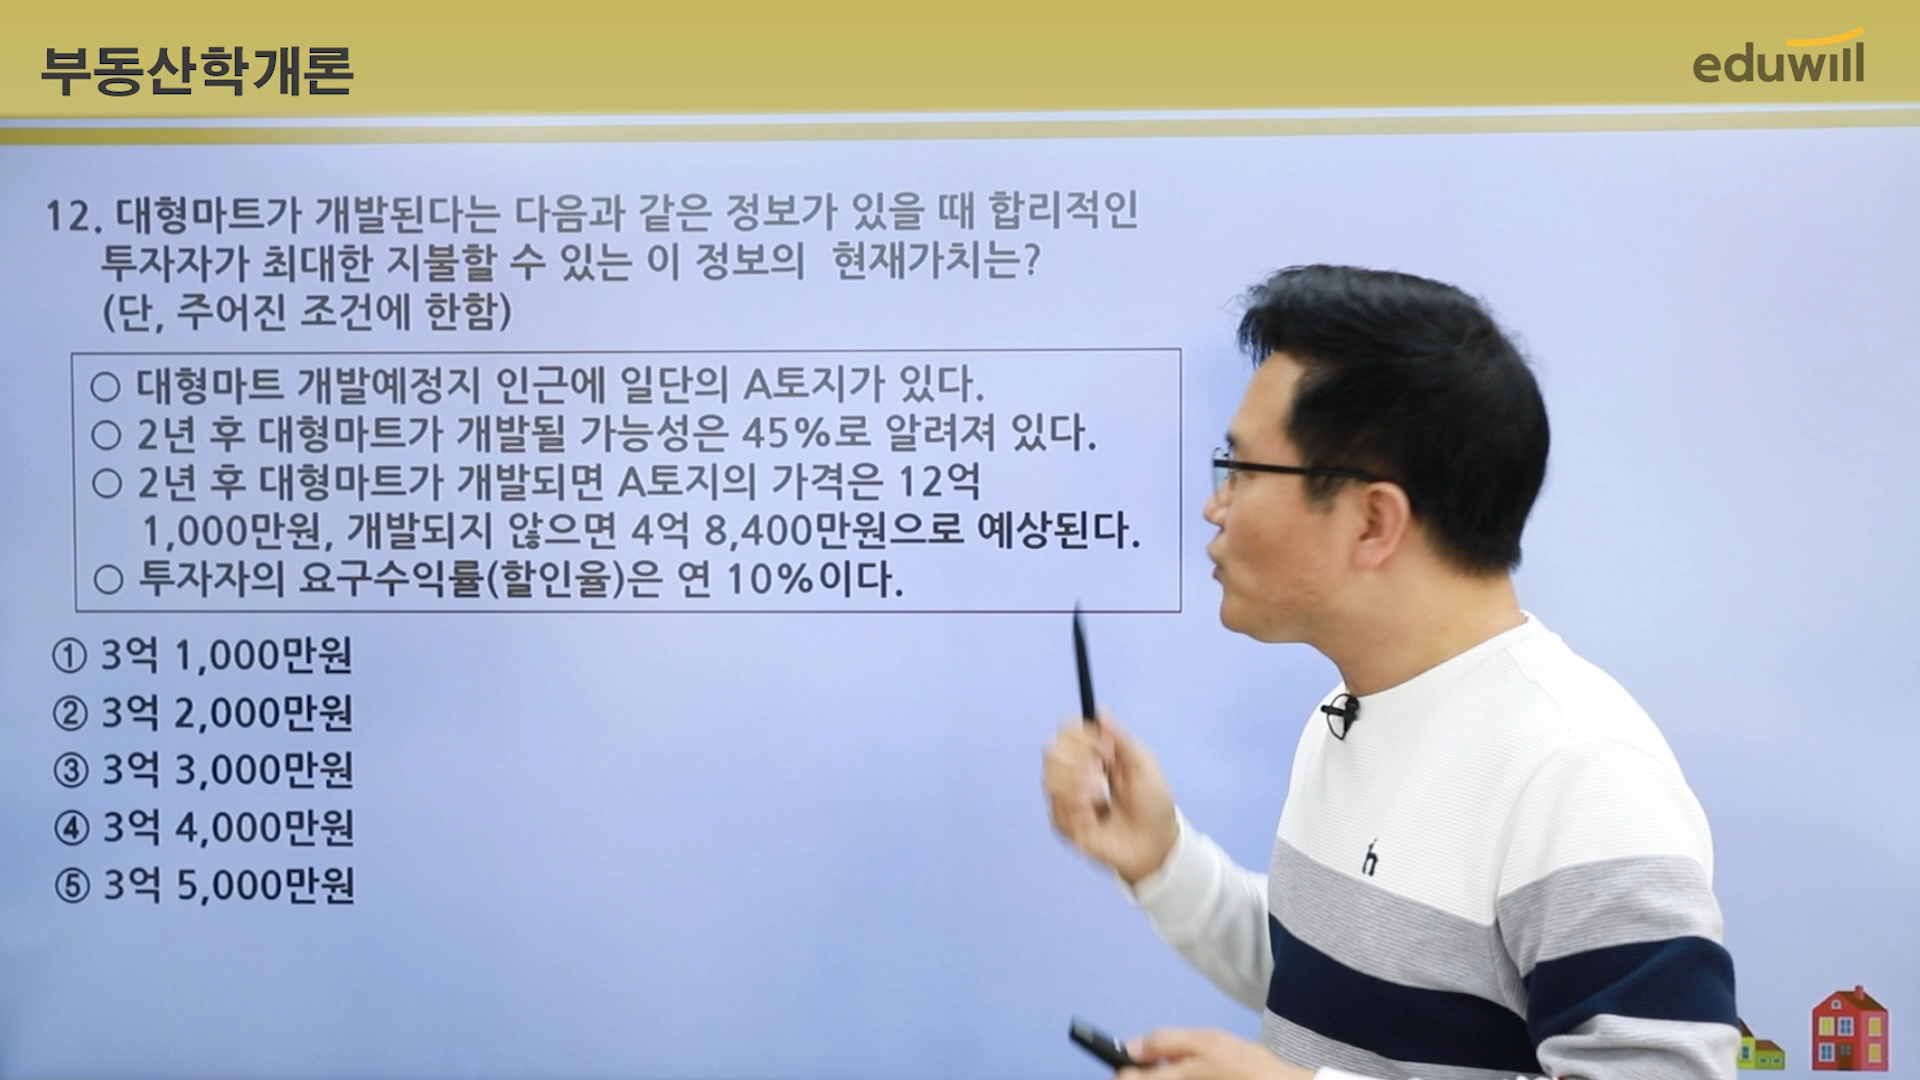 부동산학개론
eduwill
12. 대형마트가 개발된다는 다음과 같은 정보가 있을 때 합리적인
투자자가 최대한 지불할 수 있는 이 정보의 현재가치는?
(단, 주어진 조건에 한함)
○ 대형마트 개발예정지 인근에 일단의 A토지가 있다.
○ 2년 후 대형마트가 개발될 가능성은 45%로 알려져 있다.
○ 2년 후 대형마트가 개발되면 A토지의 가격은 12억
1,000만원, 개발되지 않으면 4억 8,400만원으로 예상된다.
○ 투자자의 요구수익률(할인율)은 연 10%이다.
① 3억 1,000만원
② 3억 2,000만원
③ 3억 3,000만원
④ 3억 4,000만원
⑤ 3억 5,000만원
h